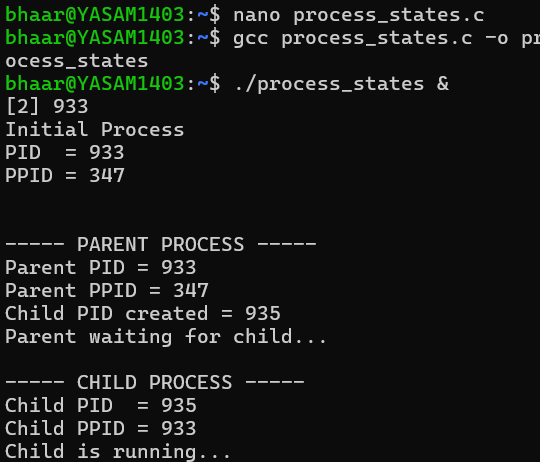 bhaar@YASAM1403:~$ nano process_states.c
bhaar@YASAM1403:~$ gcc process_states.c -o pr
ocess_states
bhaar@YASAM1403:~$ ./process_states &
[2] 933
Initial Process
PID  = 933
PPID = 347

----- PARENT PROCESS -----
Parent PID = 933
Parent PPID = 347
Child PID created = 935
Parent waiting for child...

----- CHILD PROCESS -----
Child PID  = 935
Child PPID = 933
Child is running...